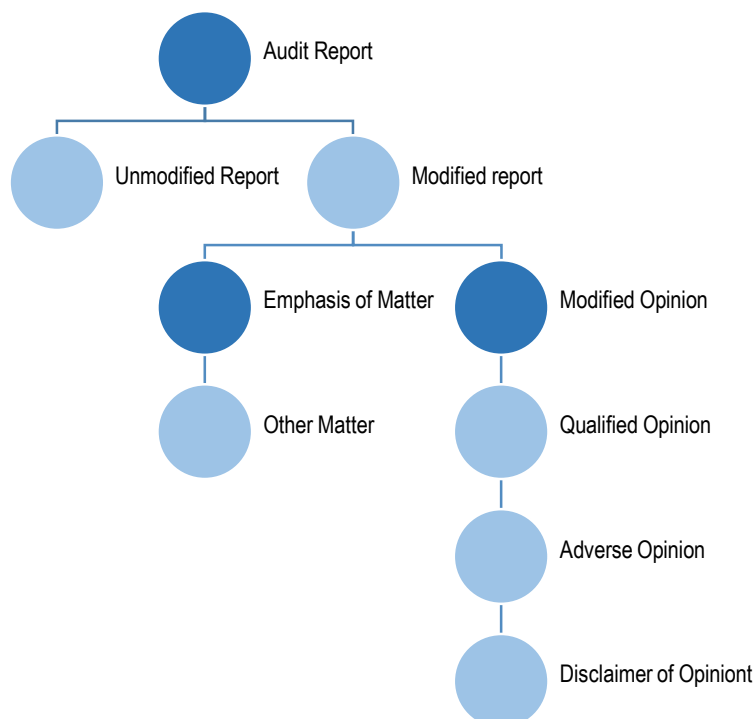 Audit Report
Unmodified Report
Modified report
Emphasis of Matter
Modified Opinion
Other Matter
Qualified Opinion
Adverse Opinion
Disclaimer of Opiniont